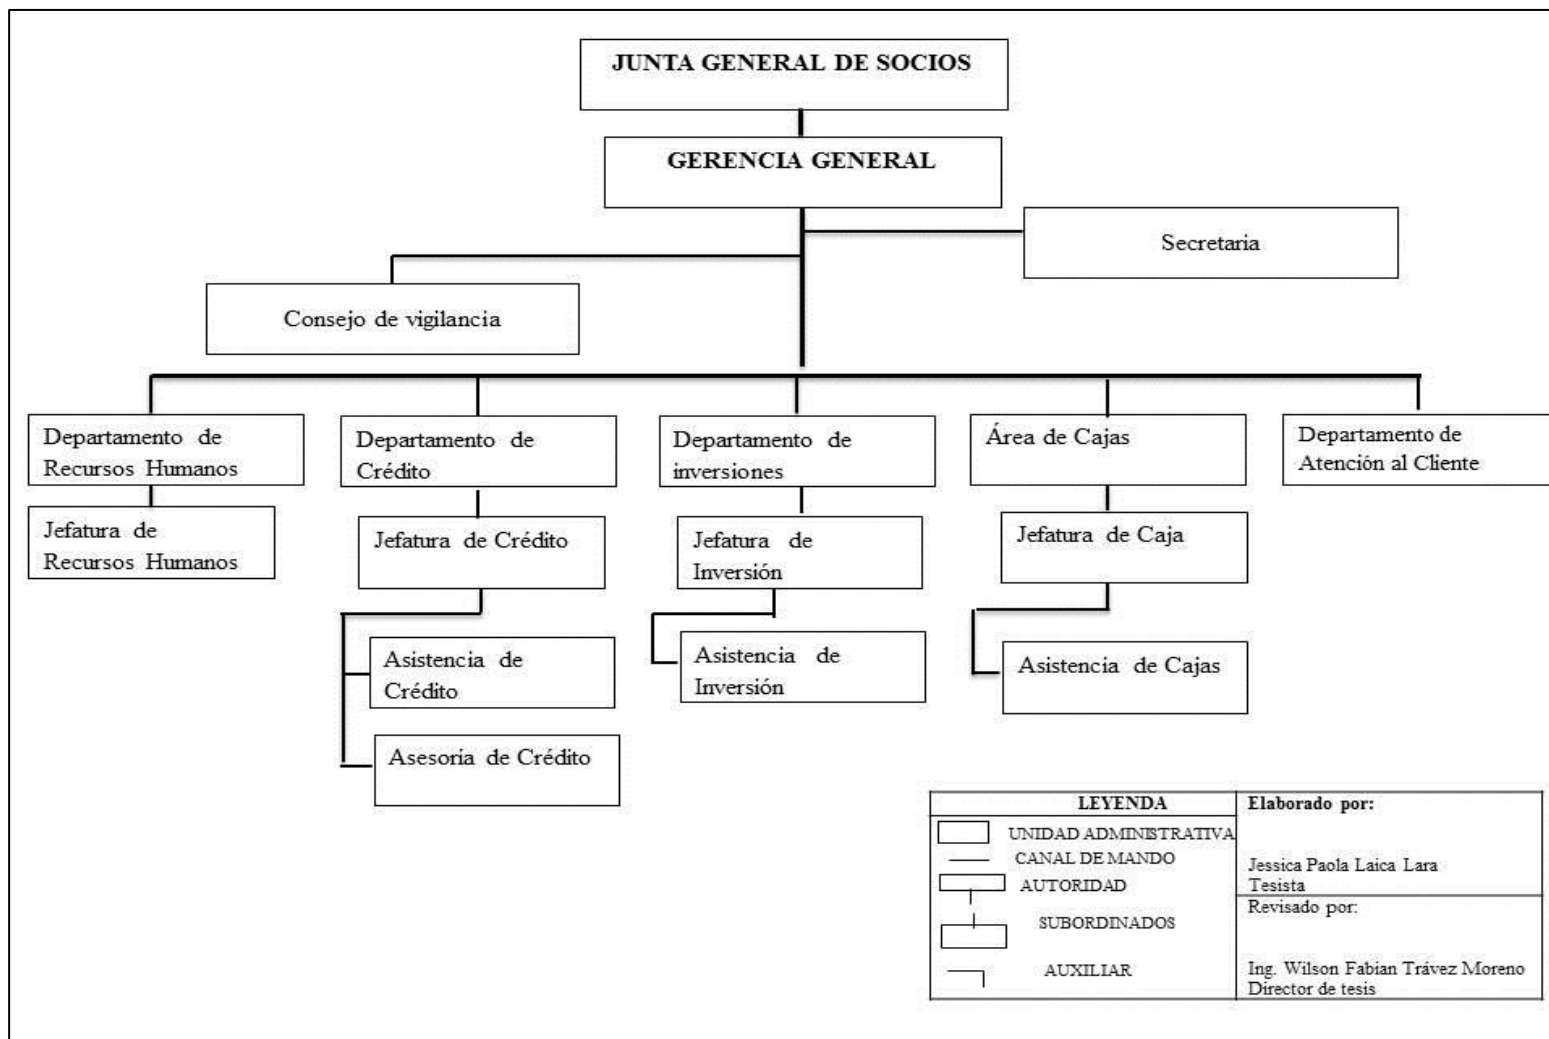 JUNTA GENERAL DE SOCIOS
GERENCIA GENERAL
Secretaria
Consejo de vigilancia
Departamento de
Recursos Humanos
Departamento de
Crédito
Departamento de
inversiones
Área de Cajas
Departamento de
Atención al Cliente
Jefatura de
Recursos Humanos
Jefatura de Crédito
Jefatura de
Inversión
Jefatura de Caja
Asistencia de
Crédito
Asistencia de
Inversión
Asistencia de Cajas
Asesoría de Crédito
LEYENDA
UNIDAD ADMINISTRATIVA
CANAL DE MANDO
AUTORIDAD
SUBORDINADOS
AUXILIAR
Elaborado por:
Jessica Paola Laica Lara
Tesista
Revisado por:
Ing. Wilson Fabian Trávez Moreno
Director de tesis